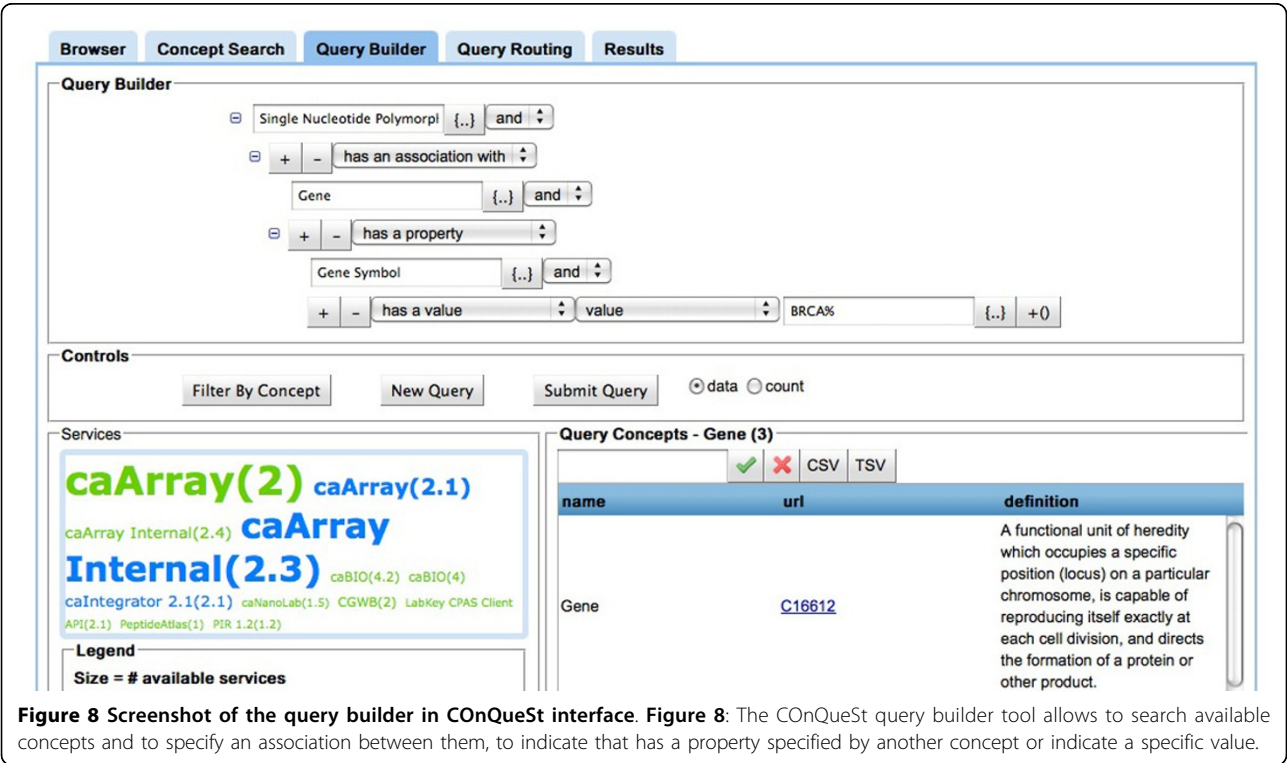 Browser Concept Search Query Builder Query Routing Results
Query Builder
Single Nucleotide Polymorpl {..} and
+ - has an association with
Gene {..} and
+ - has a property
Gene Symbol {..} and
+ - has a value value BRCA% {..} +()
Controls
Filter By Concept New Query Submit Query data count
Services
caArray(2) caArray(2.1)
caArray Internal(2.4) caArray
Internal(2.3) caBIO(4.2) caBIO(4)
caIntegrator 2.1(2.1) caNanoLab(1.5) CGWB(2) LabKey CPAS Client
API(2.1) PeptideAtlas(1) PIR 1.2(1.2)
Legend
Size = # available services
Query Concepts - Gene (3)
CSV TSV
name url definition
Gene C16612
A functional unit of heredity
which occupies a specific
position (locus) on a particular
chromosome, is capable of
reproducing itself exactly at
each cell division, and directs
the formation of a protein or
other product.
Figure 8 Screenshot of the query builder in COnQueSt interface. Figure 8: The COnQueSt query builder tool allows to search available
concepts and to specify an association between them, to indicate that has a property specified by another concept or indicate a specific value.